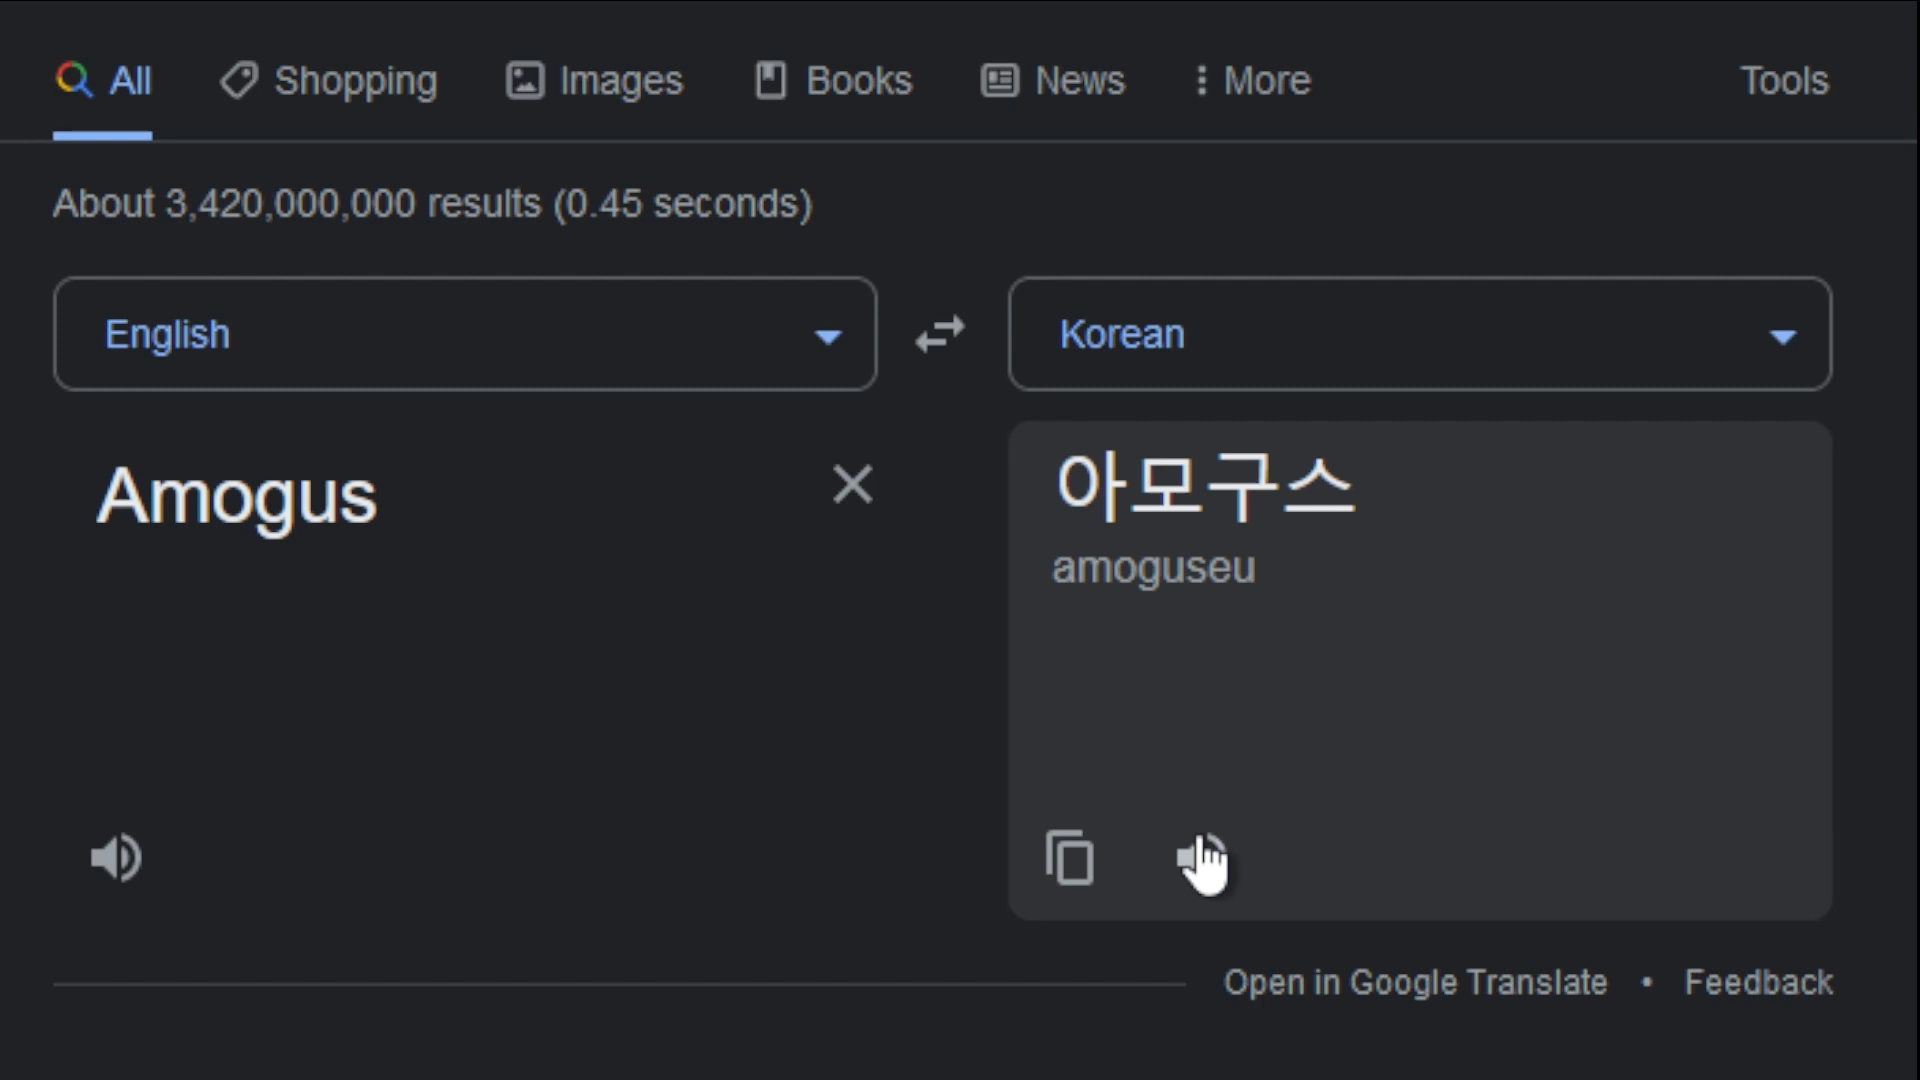 All Shopping Images Books News More Tools
About 3,420,000,000 results (0.45 seconds)
English Korean
Amogus 아모구스
amoguseu
Open in Google Translate • Feedback